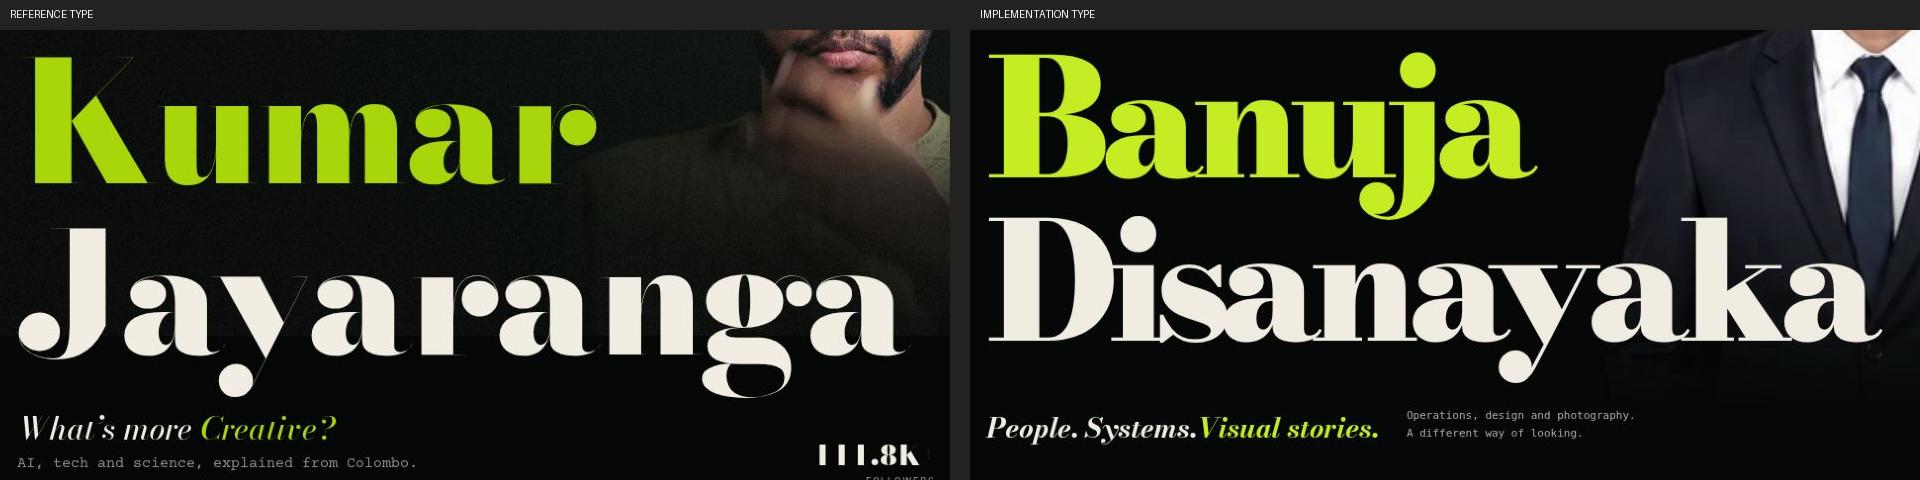 REFERENCE TYPE
Kumar
Jayaranga
What's more Creative?
AI, tech and science, explained from Colombo.
111.8K
FOLLOWERS
IMPLEMENTATION TYPE
Banuja
Disanayaka
People. Systems. Visual stories.
Operations, design and photography.
A different way of looking.